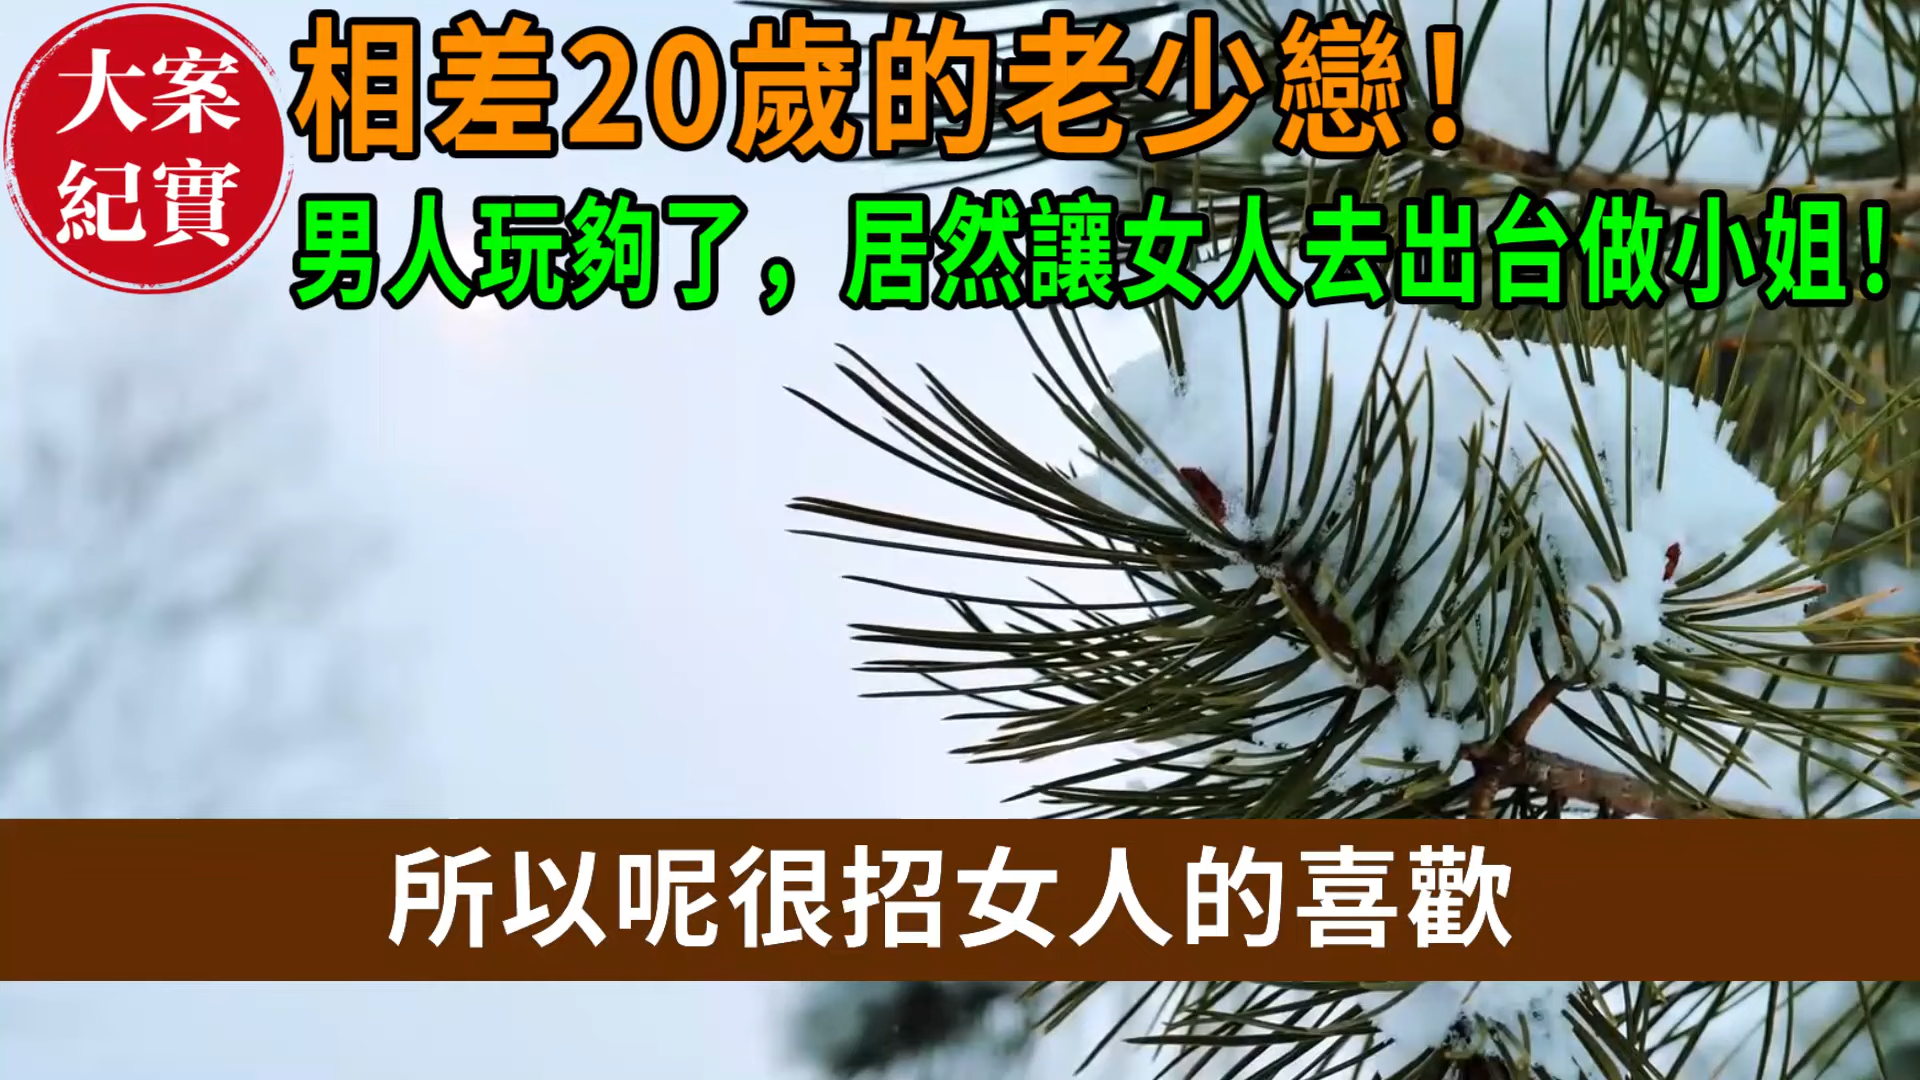 大案
紀實
相差20歲的老少戀！
男人玩夠了，居然讓女人去出台做小姐！
所以呢很招女人的喜歡